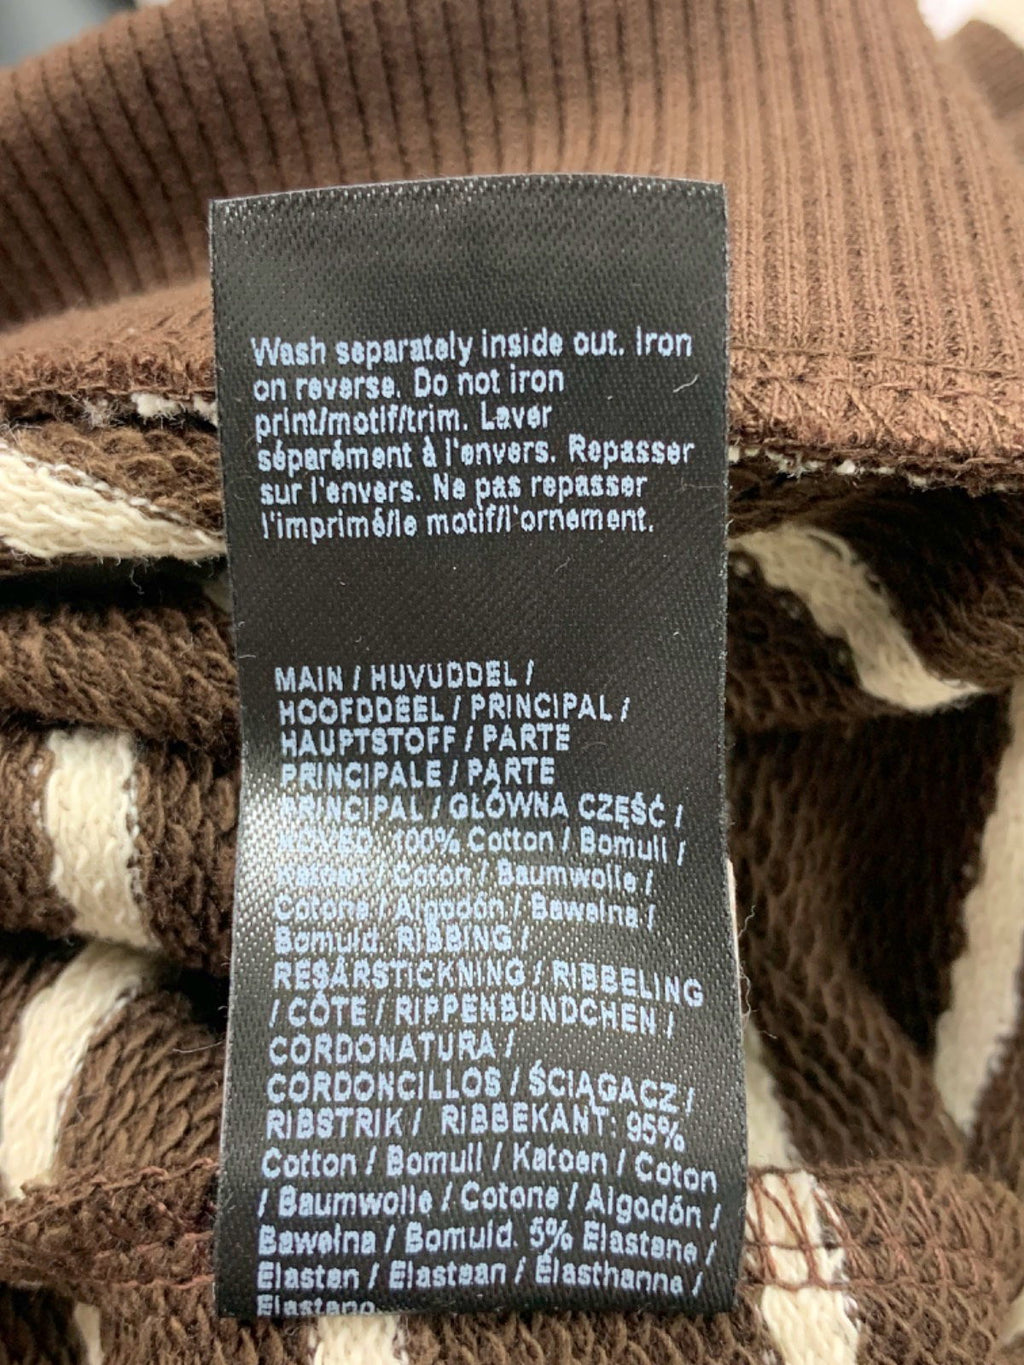 Wash separately inside out. Iron
on reverse. Do not iron
print/motif/trim. Laver
séparément à l'envers. Repasser
sur l'envers. Ne pas repasser
l'imprimé/le motif/l'ornement.
MAIN / HUVUDDEL /
HOOFDDEEL / PRINCIPAL /
HAUPTSTOFF / PARTE
PRINCIPALE / PARTE
PRINCIPAL / GŁÓWNA CZĘŚĆ /
HOVED: 100% Cotton / Bomull /
Katoen / Coton / Baumwolle /
Cotone / Algodón / Bawełna /
Bomuld. RIBBING /
RESÅRSTICKNING / RIBBELING
/ CÔTE / RIPPENBÜNDCHEN /
CORDONATURA /
CORDONCILLOS / ŚCIĄGACZ /
RIBSTRIK / RIBBEKANT: 95%
Cotton / Bomull / Katoen / Coton
/ Baumwolle / Cotone / Algodón /
Bawełna / Bomuld. 5% Elastane /
Elastan / Elastaan / Élasthanne /
Elastano